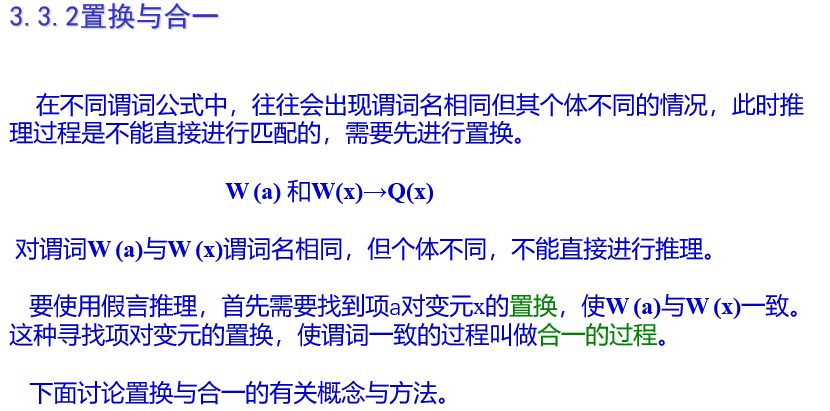 3.3.2置换与合一
在不同谓词公式中，往往会出现谓词名相同但其个体不同的情况，此时推
理过程是不能直接进行匹配的，需要先进行置换。
W (a) 和W(x)→Q(x)
对谓词W (a)与W (x)谓词名相同，但个体不同，不能直接进行推理。
要使用假言推理，首先需要找到项a对变元x的置换，使W (a)与W (x)一致。
这种寻找项对变元的置换，使谓词一致的过程叫做合一的过程。
下面讨论置换与合一的有关概念与方法。